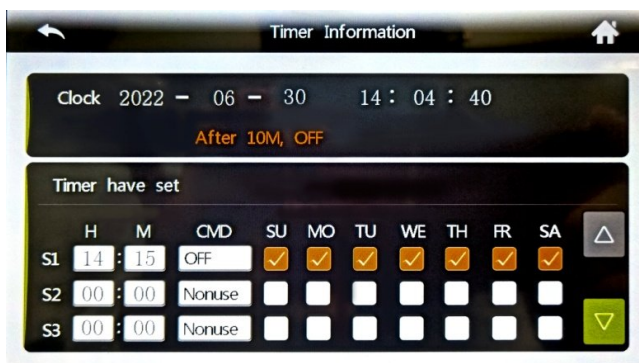 Timer Information
Clock 2022 - 06 - 30 14 : 04 : 40
After 10M, OFF
Timer have set
H M CMD SU MO TU WE TH FR SA
S1 14 : 15 OFF
S2 00 : 00 Nonuse
S3 00 : 00 Nonuse